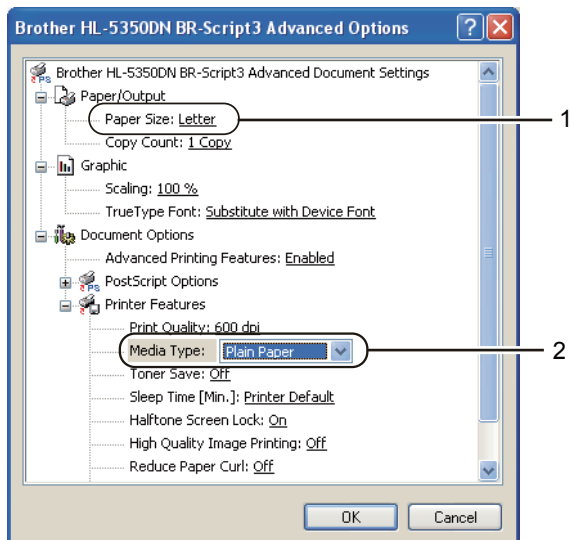 Brother HL-5350DN BR-Script3 Advanced Options
Brother HL-5350DN BR-Script3 Advanced Document Settings
Paper/Output
Paper Size: Letter
1
Copy Count: 1 Copy
Graphic
Scaling: 100 %
TrueType Font: Substitute with Device Font
Document Options
Advanced Printing Features: Enabled
PostScript Options
Printer Features
Print Quality: 600 dpi
Media Type: Plain Paper
2
Toner Save: Off
Sleep Time [Min.]: Printer Default
Halftone Screen Lock: On
High Quality Image Printing: Off
Reduce Paper Curl: Off
OK Cancel